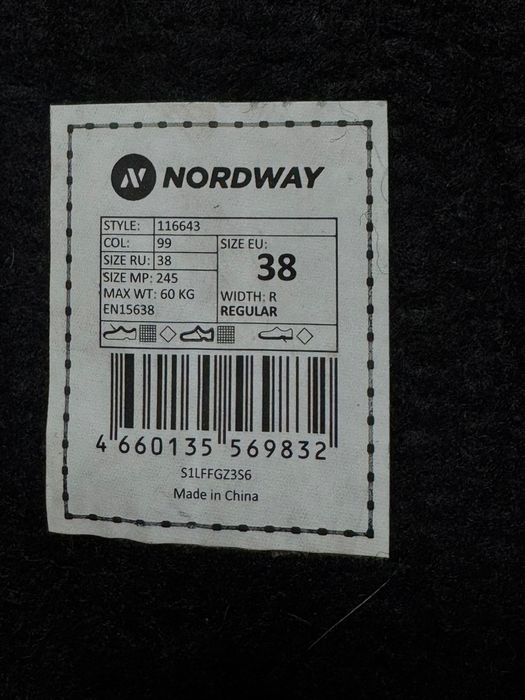 NORDWAY
STYLE: 116643
COL: 99
SIZE RU: 38
SIZE MP: 245
MAX WT: 60 KG
EN15638
SIZE EU:
38
WIDTH: R
REGULAR
4 660135 569832
S1LFFGZ3S6
Made in China